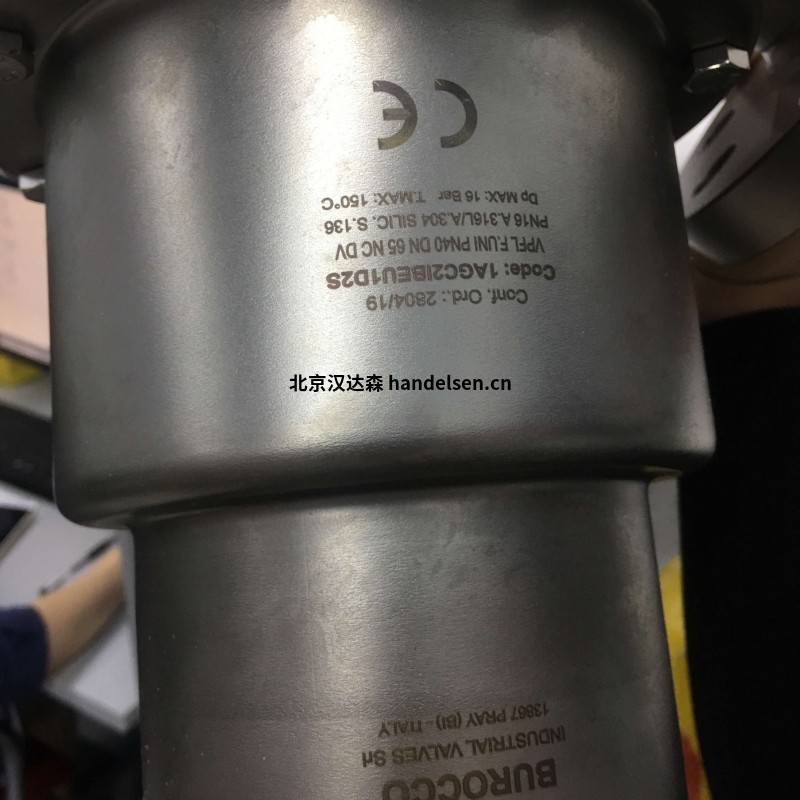 BUROCCO
INDUSTRIAL VALVES Srl
13867 PRAY (BI) - ITALY
北京汉达森 handelsen.cn
Conf. Ord.: 2804/19
Code: 1AGC2IBEU1D2S
VPFL F.UNI PN40 DN 65 NC DV
PN16 A.316L/A.304 SILIC. S.136
Dp MAX: 16 Bar T.MAX: 150°C
CE